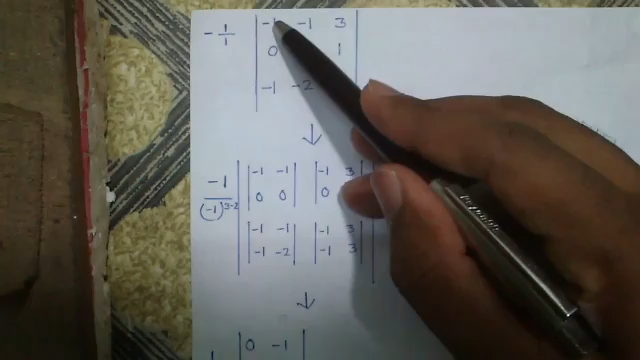 - 1/1 | -1 -1 3 |
| 0 1 |
| -1 -2 |
↓
-1/(-1)^3-2 | | -1 -1 | | -1 3 |
| 0 0 | | 0
| -1 -1 | | -1 3 |
| -1 -2 | | -1 3 | |
↓
| 0 -1 |